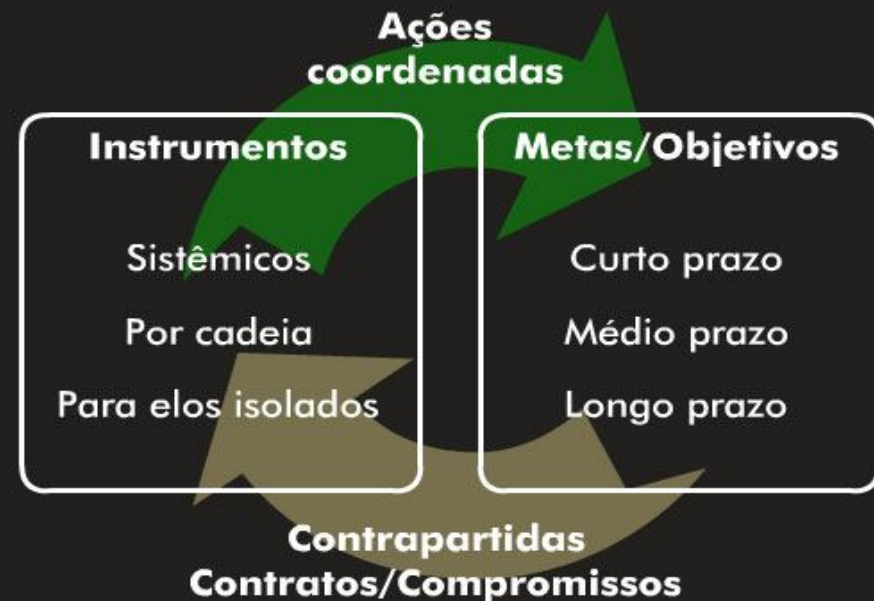 Ações
coordenadas
Instrumentos
Sistêmicos
Por cadeia
Para elos isolados
Metas/Objetivos
Curto prazo
Médio prazo
Longo prazo
Contrapartidas
Contratos/Compromissos